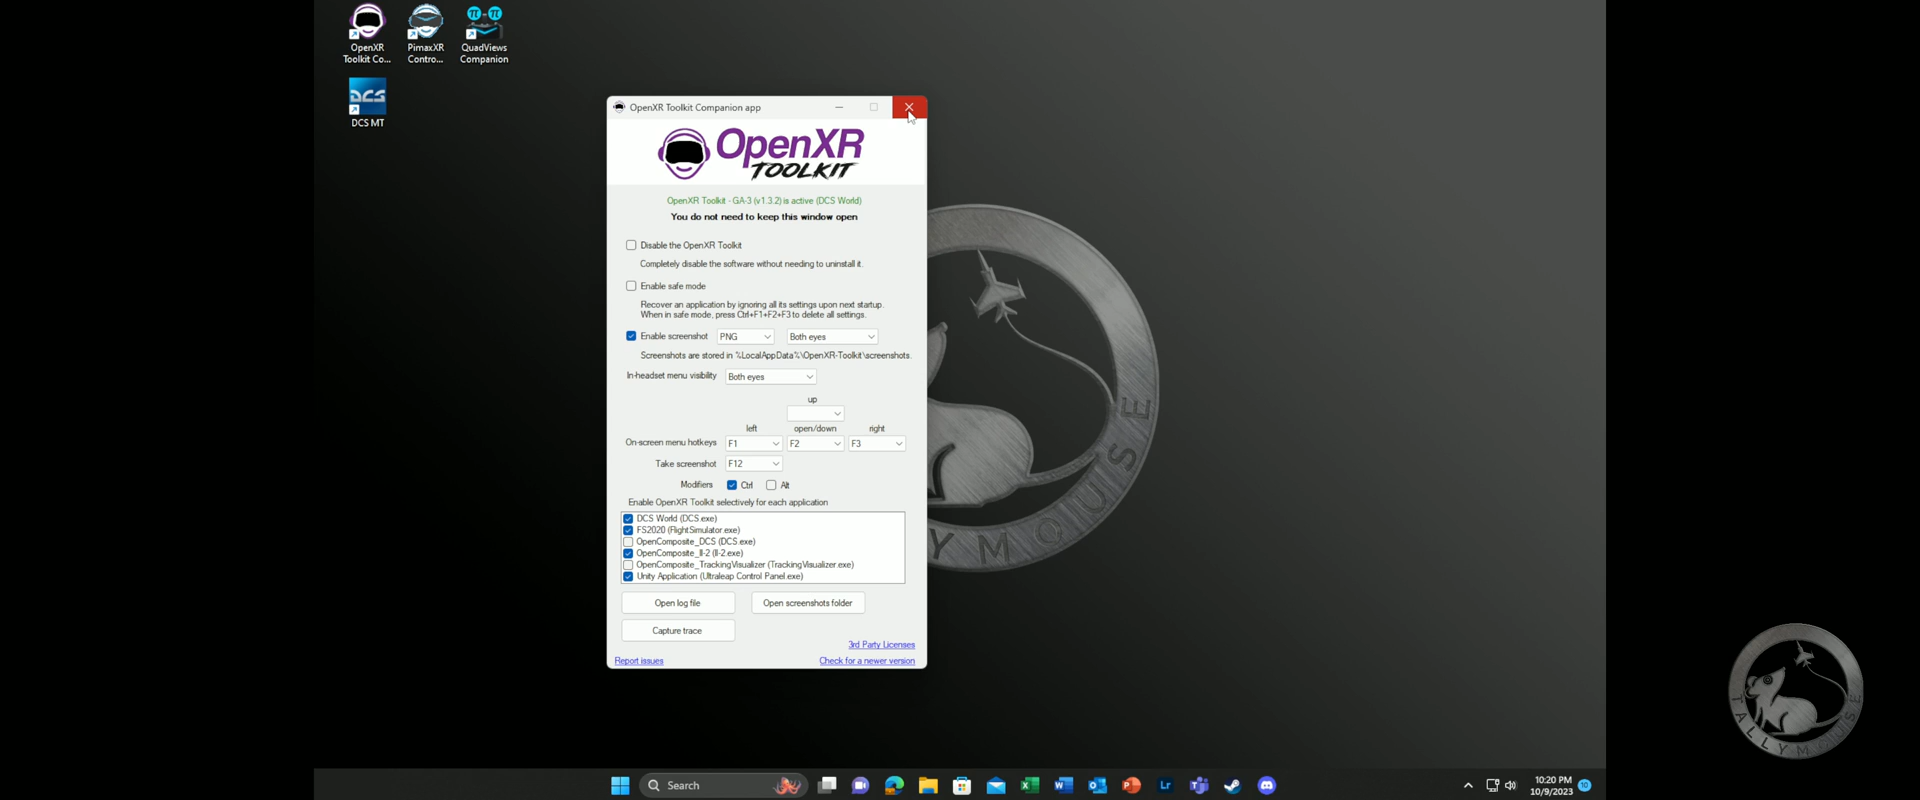 OpenXR
Toolkit Co...
PimaxXR
Contro...
QuadViews
Companion
DCS
DCS MT
OpenXR Toolkit Companion app
OpenXR
TOOLKIT
OpenXR Toolkit - GA-3 (v1.3.2) is active (DCS World)
You do not need to keep this window open
Disable the OpenXR Toolkit
Completely disable the software without needing to uninstall it.
Enable safe mode
Recover an application by ignoring all its settings upon next startup.
When in safe mode, press Ctrl+F1+F2+F3 to delete all settings.
Enable screenshot PNG Both eyes
Screenshots are stored in %LocalAppData%\OpenXR-Toolkit\screenshots.
In-headset menu visibility Both eyes
up
left open/down right
On-screen menu hotkeys F1 F2 F3
Take screenshot F12
Modifiers Ctrl Alt
Enable OpenXR Toolkit selectively for each application
DCS World (DCS.exe)
FS2020 (FlightSimulator.exe)
OpenComposite_DCS (DCS.exe)
OpenComposite_Il-2 (Il-2.exe)
OpenComposite_TrackingVisualizer (TrackingVisualizer.exe)
Unity Application (Ultraleap Control Panel.exe)
Open log file Open screenshots folder
Capture trace
3rd Party Licenses
Report issues Check for a newer version
YMOUSE
TALLYMOUSE
Search
Lr
10:20 PM
10/9/2023